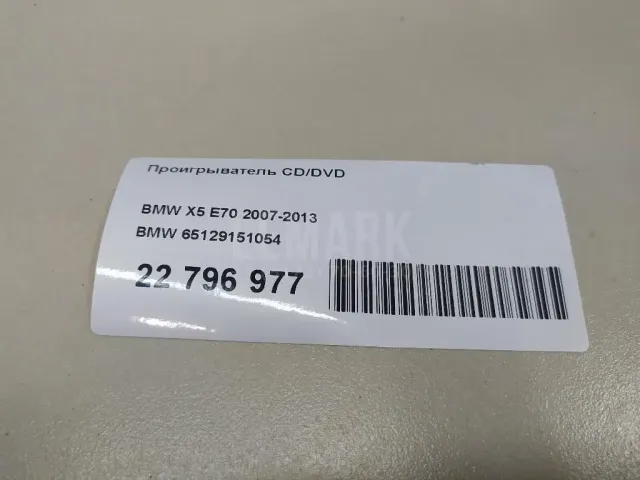 Проигрыватель CD/DVD
BMW X5 E70 2007-2013
BMW 65129151054
22 796 977